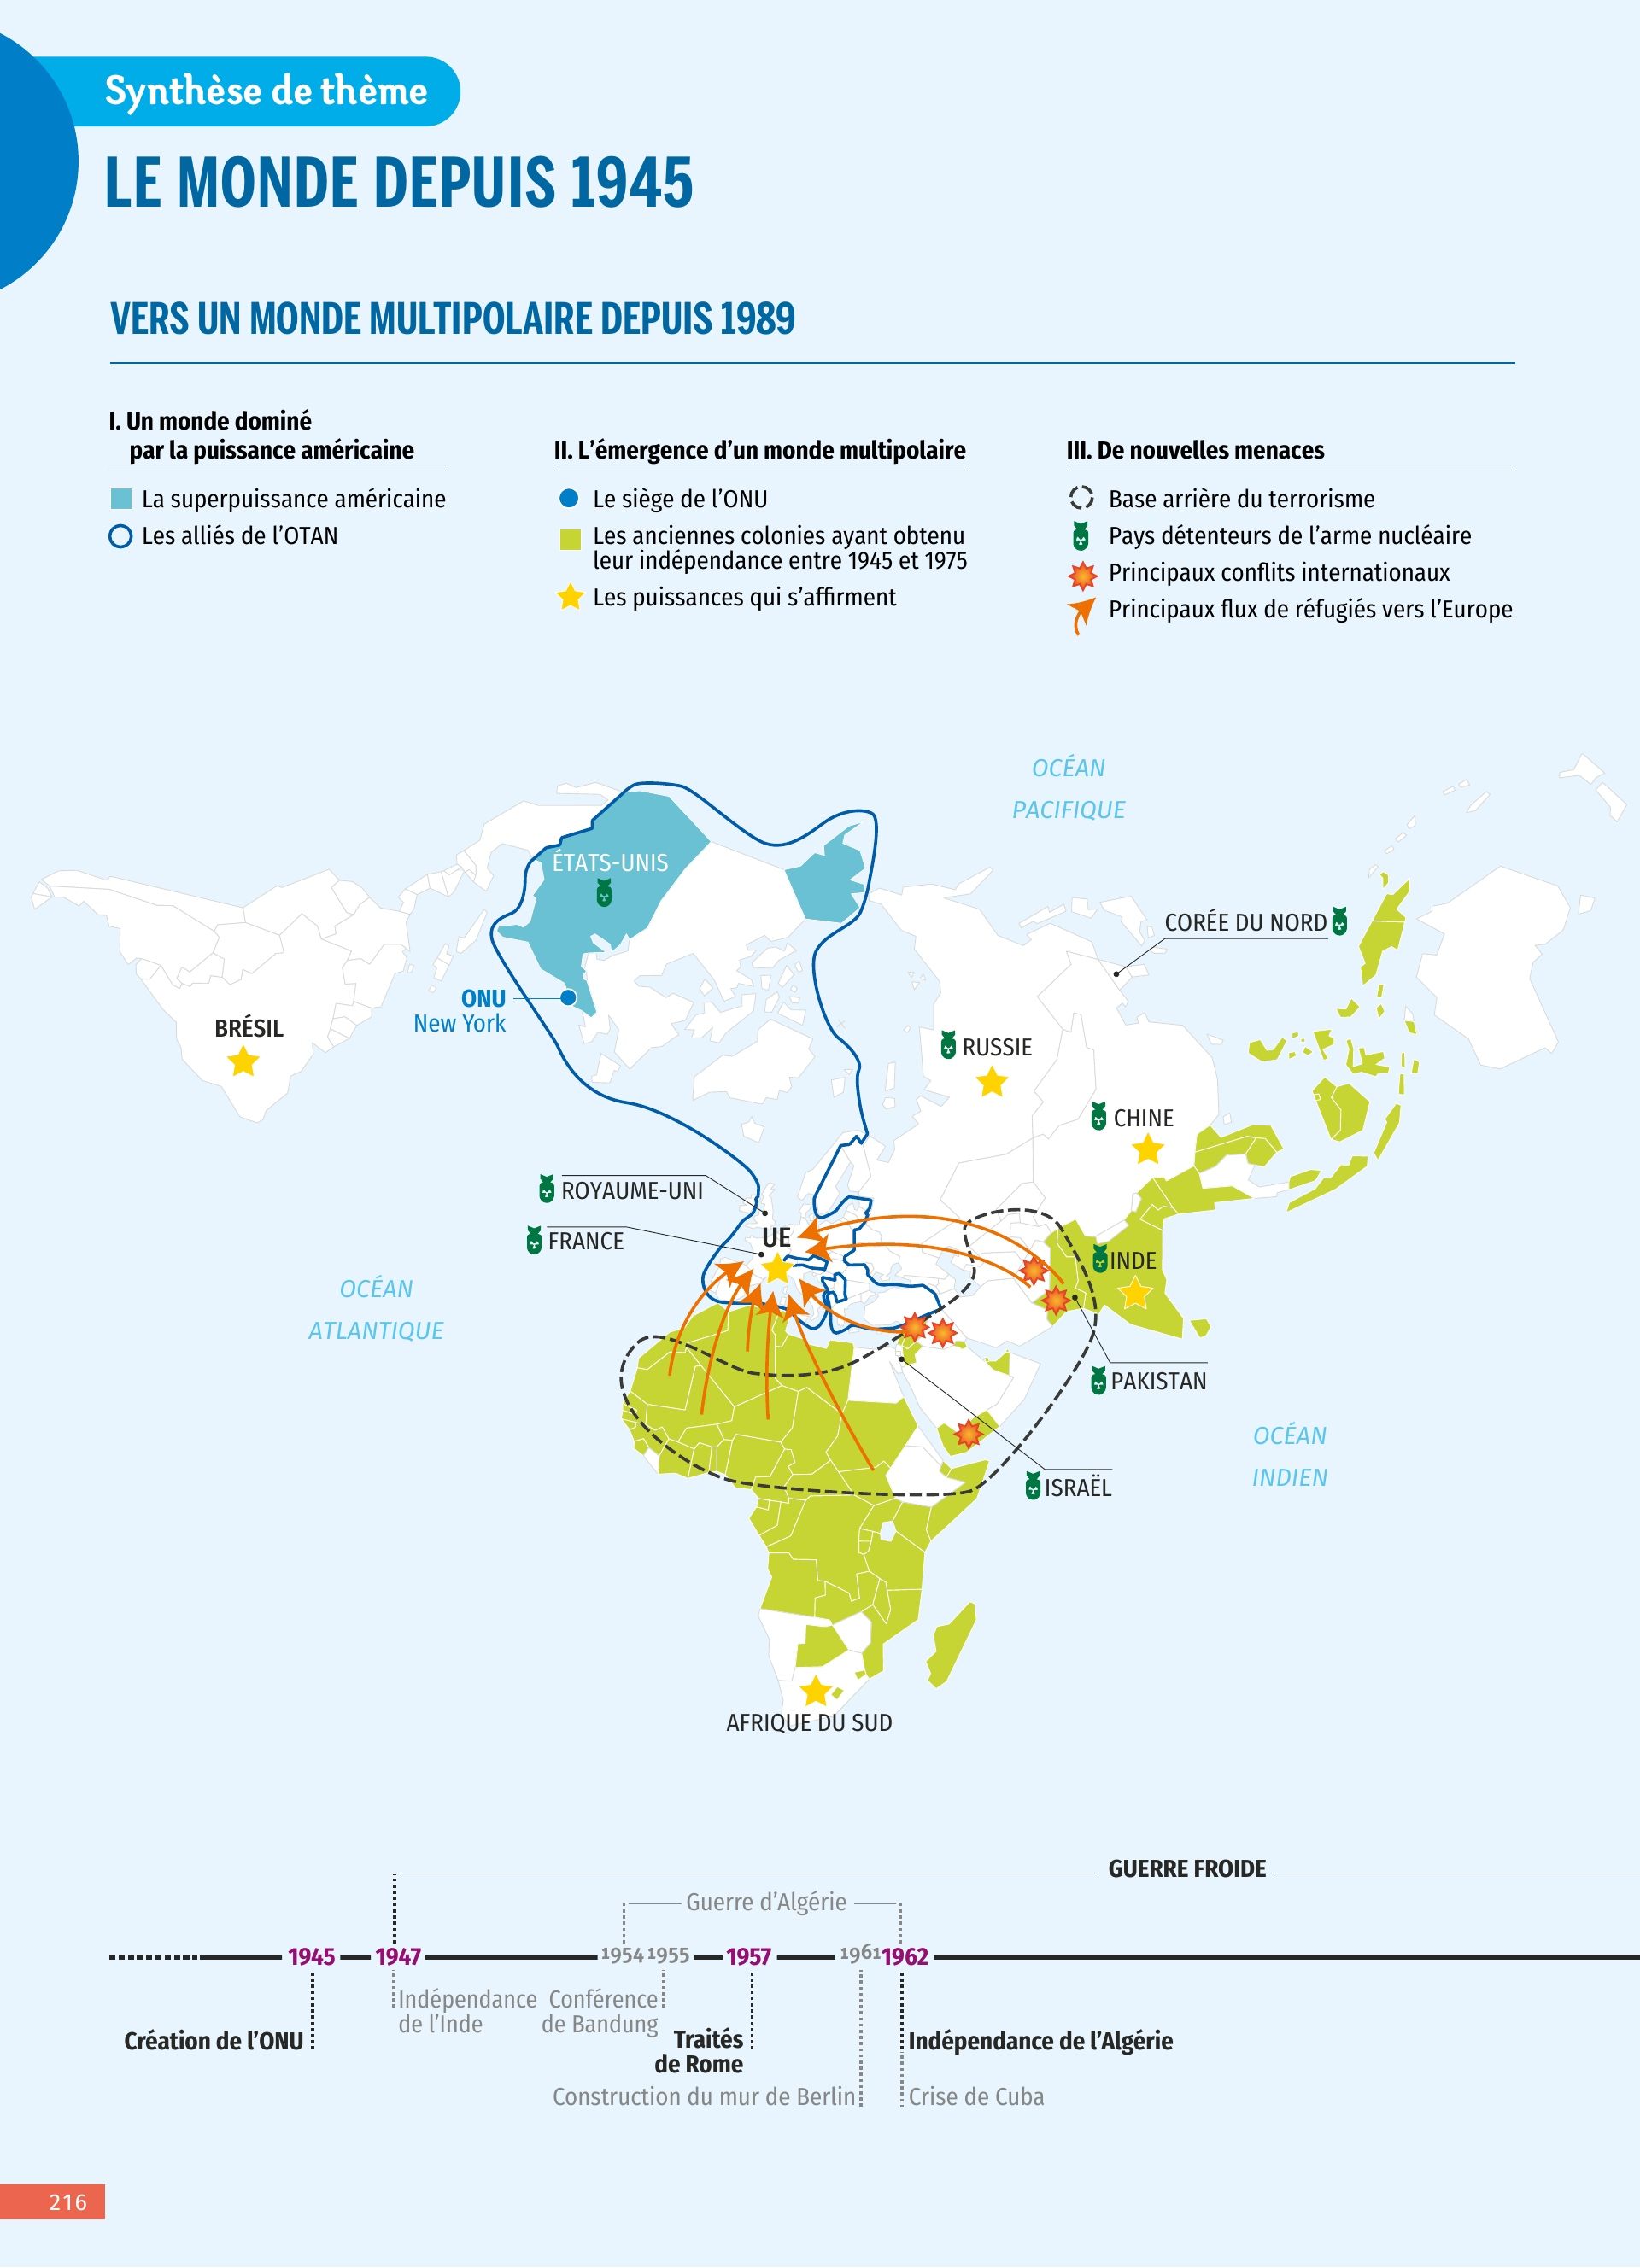 Synthèse de thème
LE MONDE DEPUIS 1945
VERS UN MONDE MULTIPOLAIRE DEPUIS 1989
I. Un monde dominé
par la puissance américaine
La superpuissance américaine
Les alliés de l'OTAN
II. L'émergence d'un monde multipolaire
Le siège de l'ONU
Les anciennes colonies ayant obtenu
leur indépendance entre 1945 et 1975
Les puissances qui s'affirment
III. De nouvelles menaces
Base arrière du terrorisme
Pays détenteurs de l'arme nucléaire
Principaux conflits internationaux
Principaux flux de réfugiés vers l'Europe
OCÉAN
PACIFIQUE
ÉTATS-UNIS
CORÉE DU NORD
ONU
New York
BRÉSIL
RUSSIE
CHINE
ROYAUME-UNI
FRANCE
UE
INDE
OCÉAN
ATLANTIQUE
PAKISTAN
OCÉAN
INDIEN
ISRAËL
AFRIQUE DU SUD
GUERRE FROIDE
Guerre d'Algérie
1945
1947
1954
1955
1957
1961
1962
Indépendance
de l'Inde
Conférence
de Bandung
Création de l'ONU
Traités
de Rome
Indépendance de l'Algérie
Construction du mur de Berlin
Crise de Cuba
216